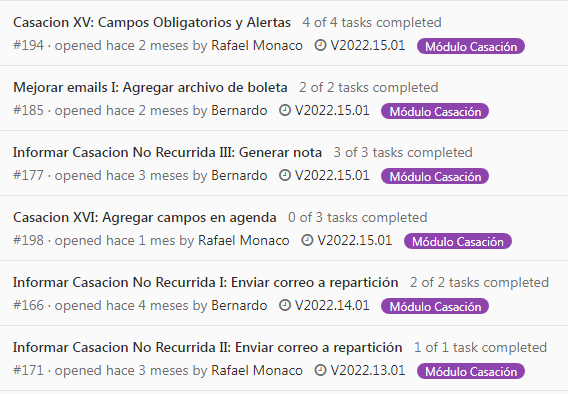 Casacion XV: Campos Obligatorios y Alertas 4 of 4 tasks completed
#194 · opened hace 2 meses by Rafael Monaco V2022.15.01 Módulo Casación
Mejorar emails I: Agregar archivo de boleta 2 of 2 tasks completed
#185 · opened hace 2 meses by Bernardo V2022.15.01 Módulo Casación
Informar Casacion No Recurrida III: Generar nota 3 of 3 tasks completed
#177 · opened hace 3 meses by Bernardo V2022.15.01 Módulo Casación
Casacion XVI: Agregar campos en agenda 0 of 3 tasks completed
#198 · opened hace 1 mes by Rafael Monaco V2022.15.01 Módulo Casación
Informar Casacion No Recurrida I: Enviar correo a repartición 2 of 2 tasks completed
#166 · opened hace 4 meses by Bernardo V2022.14.01 Módulo Casación
Informar Casacion No Recurrida II: Enviar correo a repartición 1 of 1 task completed
#171 · opened hace 3 meses by Rafael Monaco V2022.13.01 Módulo Casación